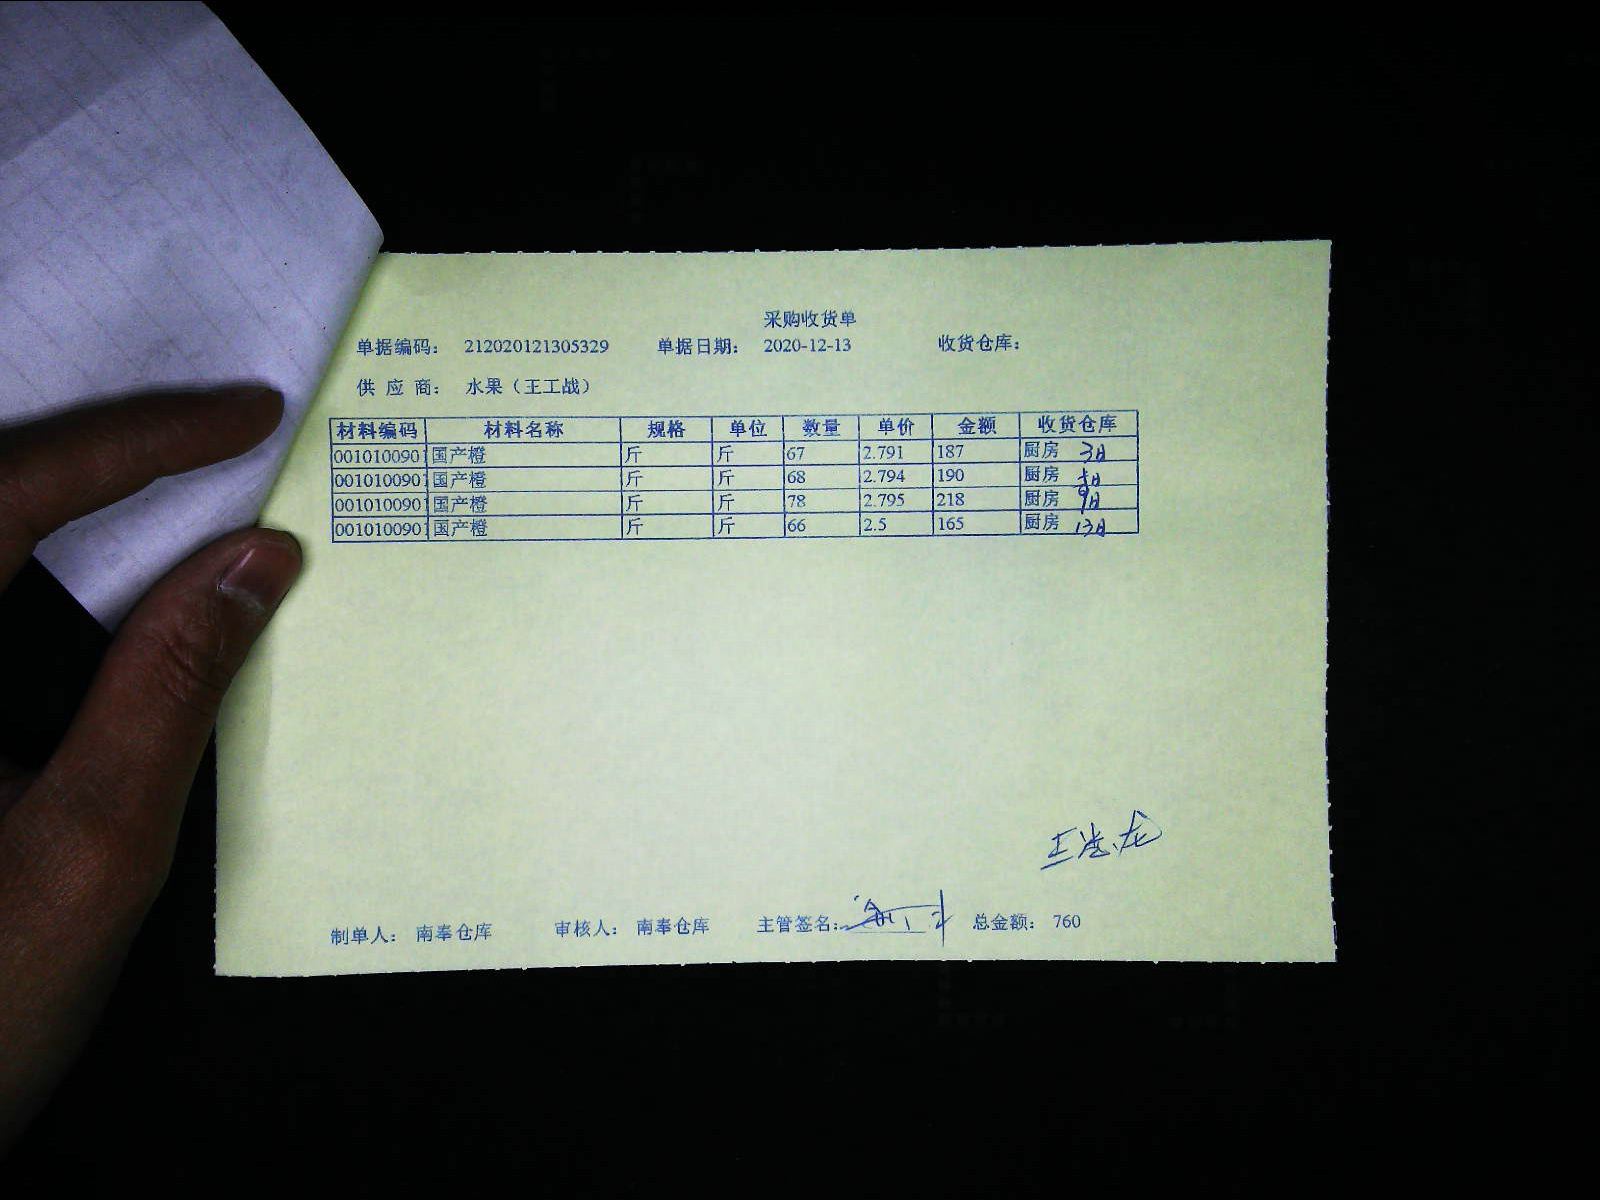 采购收货单
单据编码： 212020121305329 单据日期： 2020-12-13 收货仓库：
供 应 商： 水果（王工战）
材料编码 材料名称 规格 单位 数量 单价 金额 收货仓库
001010090 国产橙 斤 斤 67 2.791 187 厨房 3日
001010090 国产橙 斤 斤 68 2.794 190 厨房
001010090 国产橙 斤 斤 78 2.795 218 厨房 9日
001010090 国产橙 斤 斤 66 2.5 165 厨房 13日
制单人： 南奉仓库 审核人： 南奉仓库 主管签名： 总金额： 760